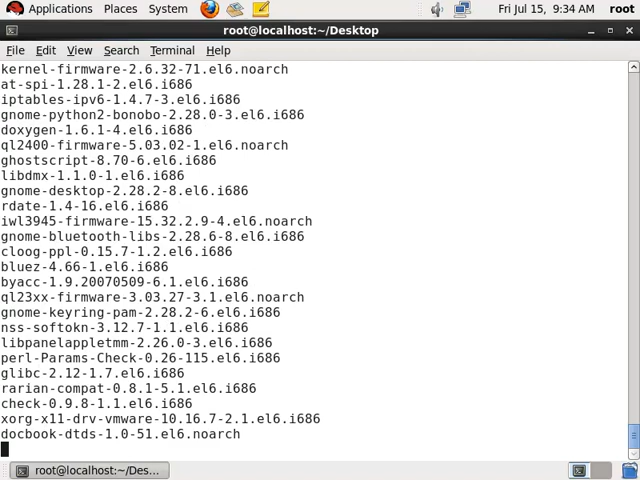 Applications Places System Fri Jul 15, 9:34 AM root
root@localhost:~/Desktop
File Edit View Search Terminal Help
kernel-firmware-2.6.32-71.el6.noarch
at-spi-1.28.1-2.el6.i686
iptables-ipv6-1.4.7-3.el6.i686
gnome-python2-bonobo-2.28.0-3.el6.i686
doxygen-1.6.1-4.el6.i686
ql2400-firmware-5.03.02-1.el6.noarch
ghostscript-8.70-6.el6.i686
libdmx-1.1.0-1.el6.i686
gnome-desktop-2.28.2-8.el6.i686
rdate-1.4-16.el6.i686
iwl3945-firmware-15.32.2.9-4.el6.noarch
gnome-bluetooth-libs-2.28.6-8.el6.i686
cloog-ppl-0.15.7-1.2.el6.i686
bluez-4.66-1.el6.i686
byacc-1.9.20070509-6.1.el6.i686
ql23xx-firmware-3.03.27-3.1.el6.noarch
gnome-keyring-pam-2.28.2-6.el6.i686
nss-softokn-3.12.7-1.1.el6.i686
libpanelappletmm-2.26.0-3.el6.i686
perl-Params-Check-0.26-115.el6.i686
glibc-2.12-1.7.el6.i686
rarian-compat-0.8.1-5.1.el6.i686
check-0.9.8-1.1.el6.i686
xorg-x11-drv-vmware-10.16.7-2.1.el6.i686
docbook-dtds-1.0-51.el6.noarch
root@localhost:~/Des...